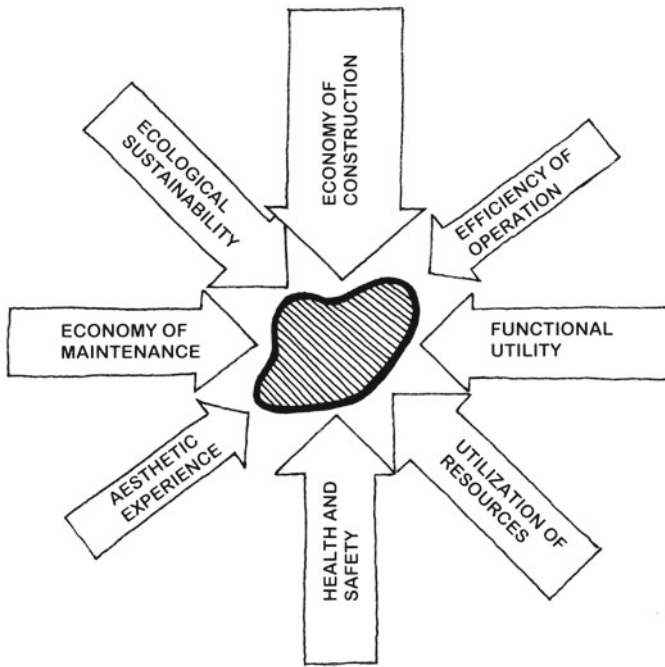 ECONOMY OF
CONSTRUCTION
ECOLOGICAL
SUSTAINABILITY
EFFICIENCY OF
OPERATION
ECONOMY OF
MAINTENANCE
FUNCTIONAL
UTILITY
AESTHETIC
EXPERIENCE
HEALTH AND
SAFETY
UTILIZATION OF
RESOURCES